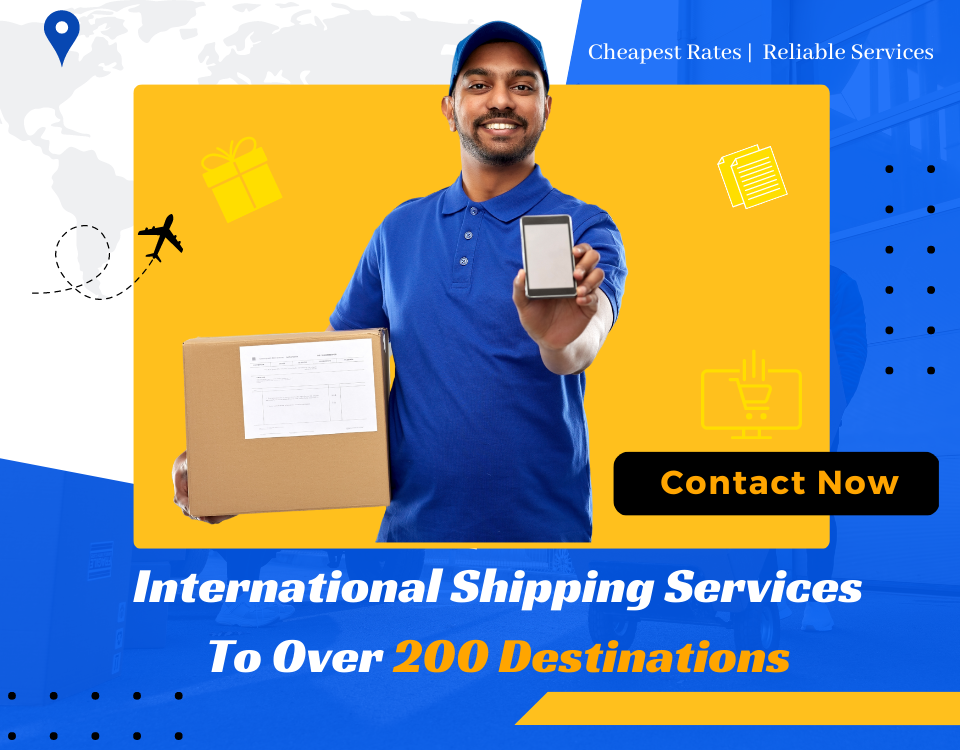 Cheapest Rates | Reliable Services
Contact Now
International Shipping Services
To Over 200 Destinations